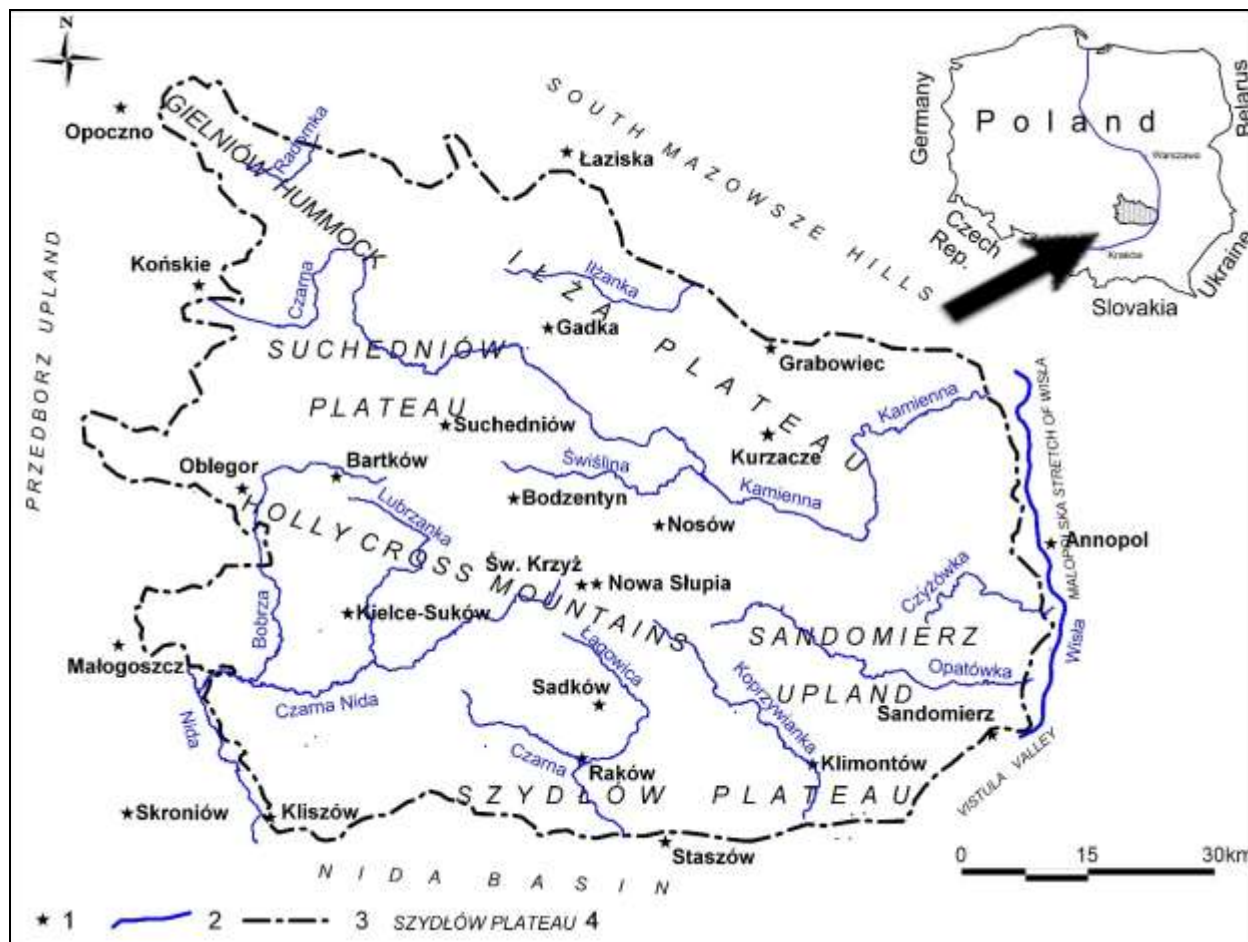 N
Opoczno
GIELNIÓW HUMMOCK
Radomka
Łaziska
SOUTH MAZOWSZE HILLS
Germany
Poland
Belarus
Warszawa
Czech
Rep.
Kraków
Ukraine
Slovakia
PRZEDBORZ UPLAND
Końskie
Czarna
IŁŻA PLATEAU
Iłżanka
Gadka
SUCHEDNIÓW
PLATEAU
Grabowiec
Suchedniów
Kurzacze
Kamienna
Oblęgor
Bartków
Świślina
Bodzentyn
Kamienna
Nosów
Lubrzanka
HOLLY CROSS MOUNTAINS
MALOPOLSKA STRETCH OF WISŁA
Annopol
Św. Krzyż
Nowa Słupia
Czyżówka
Bobrza
Kielce-Suków
Małogoszcz
SANDOMIERZ
UPLAND
Opatówka
Wisła
Łagowica
Koprzywianka
Sadków
Sandomierz
Nida
Czarna Nida
Czarna
Raków
Klimontów
SZYDŁÓW PLATEAU
VISTULA VALLEY
Skroniów
Kliszów
Staszów
NIDA BASIN
0 15 30km
1 2 3 SZYDŁÓW PLATEAU 4